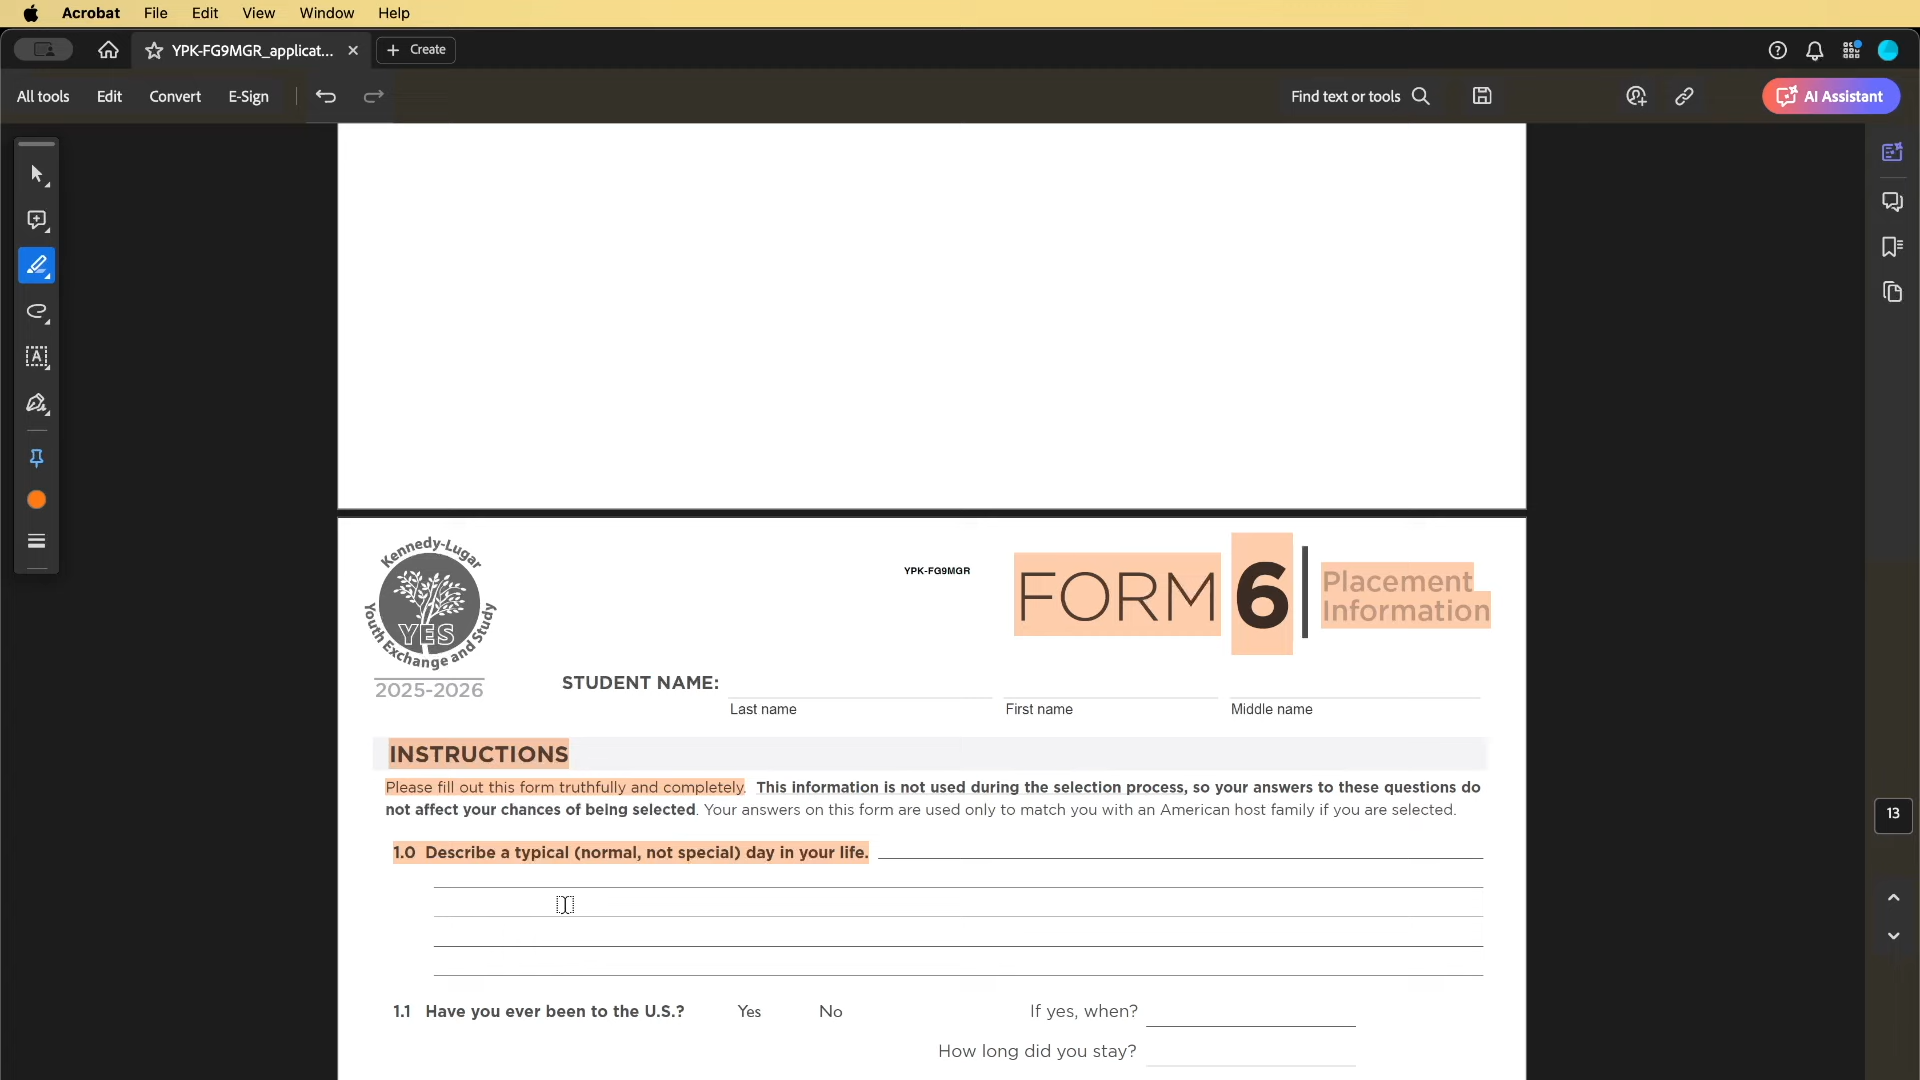 Acrobat File Edit View Window Help
YPK-FG9MGR_applicat... Create
All tools Edit Convert E-Sign Find text or tools AI Assistant
Kennedy-Lugar
YES
Youth Exchange and Study
2025-2026
YPK-FG9MGR
FORM 6 Placement
Information
STUDENT NAME:
Last name First name Middle name
INSTRUCTIONS
Please fill out this form truthfully and completely. This information is not used during the selection process, so your answers to these questions do
not affect your chances of being selected. Your answers on this form are used only to match you with an American host family if you are selected.
1.0 Describe a typical (normal, not special) day in your life.
13
1.1 Have you ever been to the U.S.? Yes No If yes, when?
How long did you stay?